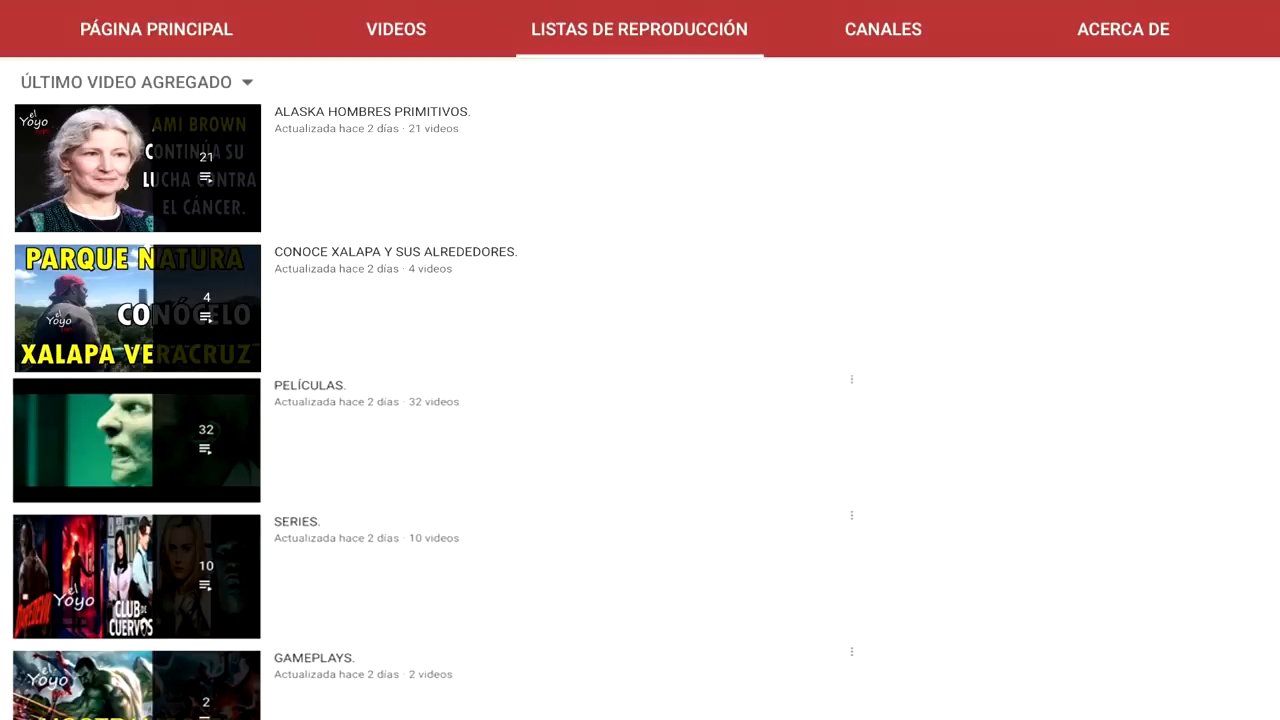 PÁGINA PRINCIPAL
VIDEOS
LISTAS DE REPRODUCCIÓN
CANALES
ACERCA DE
ÚLTIMO VIDEO AGREGADO
el
Yoyo
AMI BROWN
CONTINÚA SU
LUCHA CONTRA
EL CÁNCER.
21
ALASKA HOMBRES PRIMITIVOS.
Actualizada hace 2 días · 21 videos
PARQUE NATURA
CONÓCELO
el
Yoyo
XALAPA VERACRUZ
4
CONOCE XALAPA Y SUS ALREDEDORES.
Actualizada hace 2 días · 4 videos
32
PELÍCULAS.
Actualizada hace 2 días · 32 videos
DAREDEVIL
el
Yoyo
CLUB DE
CUERVOS
10
SERIES.
Actualizada hace 2 días · 10 videos
el
Yoyo
2
GAMEPLAYS.
Actualizada hace 2 días · 2 videos